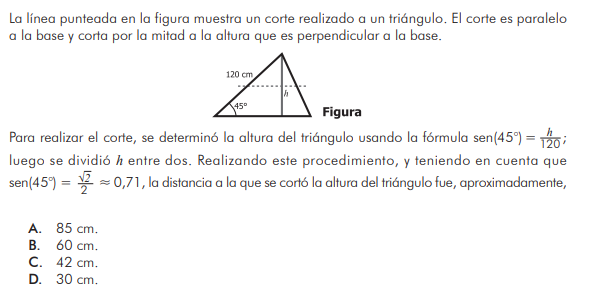 La línea punteada en la figura muestra un corte realizado a un triángulo. El corte es paralelo
a la base y corta por la mitad a la altura que es perpendicular a la base.
120 cm
h
45°
Figura
Para realizar el corte, se determinó la altura del triángulo usando la fórmula sen(45°) = h/120;
luego se dividió h entre dos. Realizando este procedimiento, y teniendo en cuenta que
sen(45°) = √2/2 ≈ 0,71, la distancia a la que se cortó la altura del triángulo fue, aproximadamente,
A. 85 cm.
B. 60 cm.
C. 42 cm.
D. 30 cm.